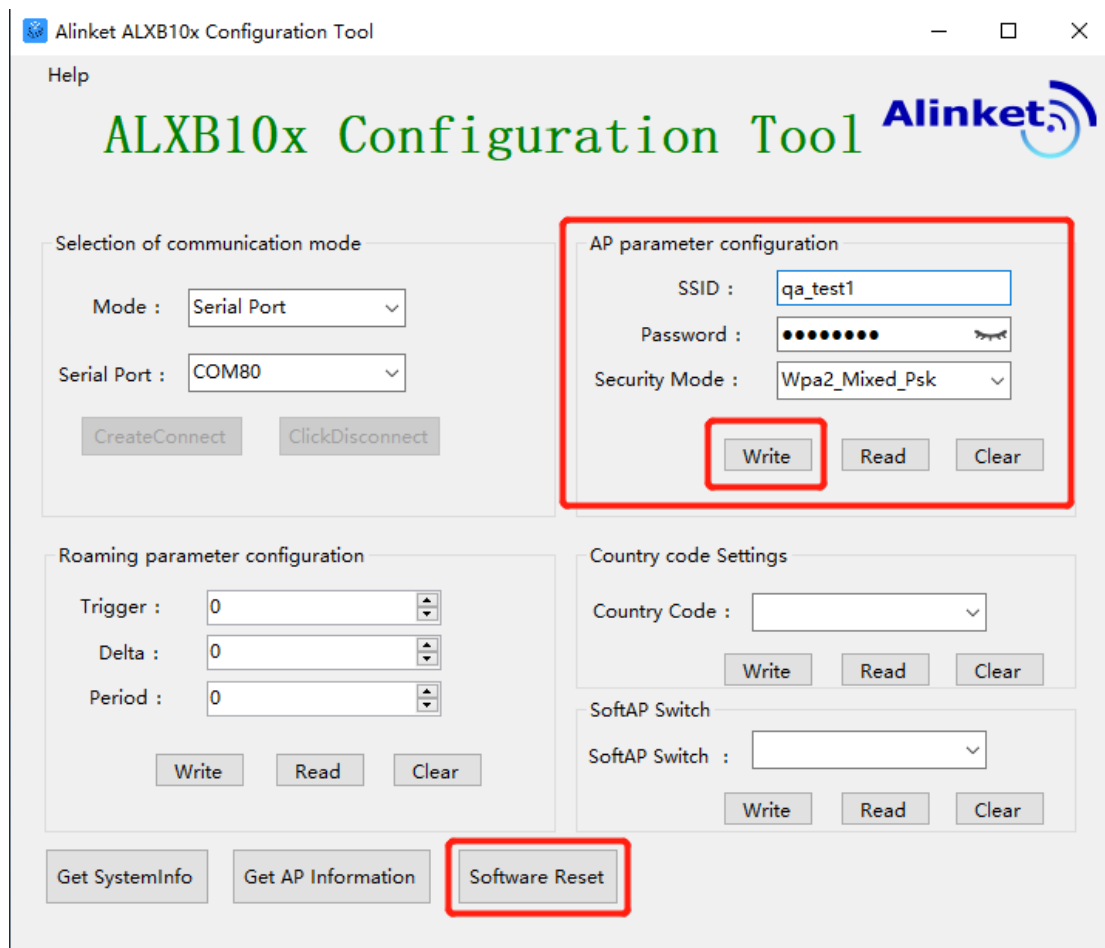 Alinket ALXB10x Configuration Tool
Help
ALXB10x Configuration Tool
Alinket
Selection of communication mode
Mode : Serial Port
Serial Port : COM80
CreateConnect ClickDisconnect
AP parameter configuration
SSID : qa_test1
Password : ●●●●●●●●
Security Mode : Wpa2_Mixed_Psk
Write Read Clear
Roaming parameter configuration
Trigger : 0
Delta : 0
Period : 0
Write Read Clear
Country code Settings
Country Code :
Write Read Clear
SoftAP Switch
SoftAP Switch :
Write Read Clear
Get SystemInfo Get AP Information Software Reset